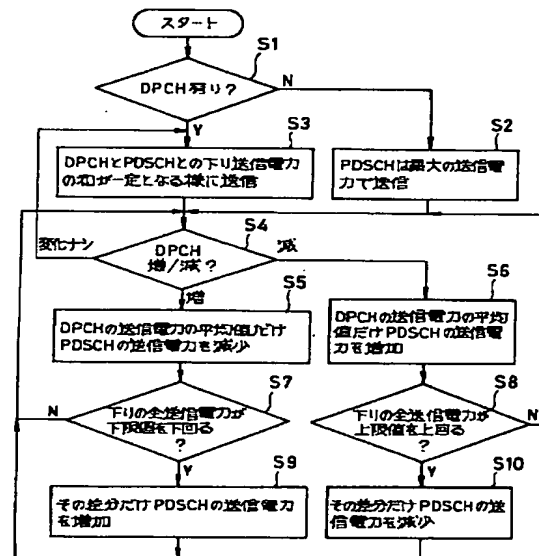 スタート
S1
DPCH有り?
N
Y
S3
S2
DPCHとPDSCHとの下り送信電力
の和が一定となる様に送信
PDSCHは最大の送信電
力で送信
S4
変化ナシ
DPCH
増/減?
減
増
S5
S6
DPCHの送信電力の平均値だけ
PDSCHの送信電力を減少
DPCHの送信電力の平均
値だけPDSCHの送信電
力を増加
S7
S8
N
下りの全送信電力が
下限値を下回る
?
下りの全送信電力が
上限値を上回る
?
N
Y
Y
S9
S10
その差分だけPDSCHの送信電力
を増加
その差分だけPDSCHの送
信電力を減少